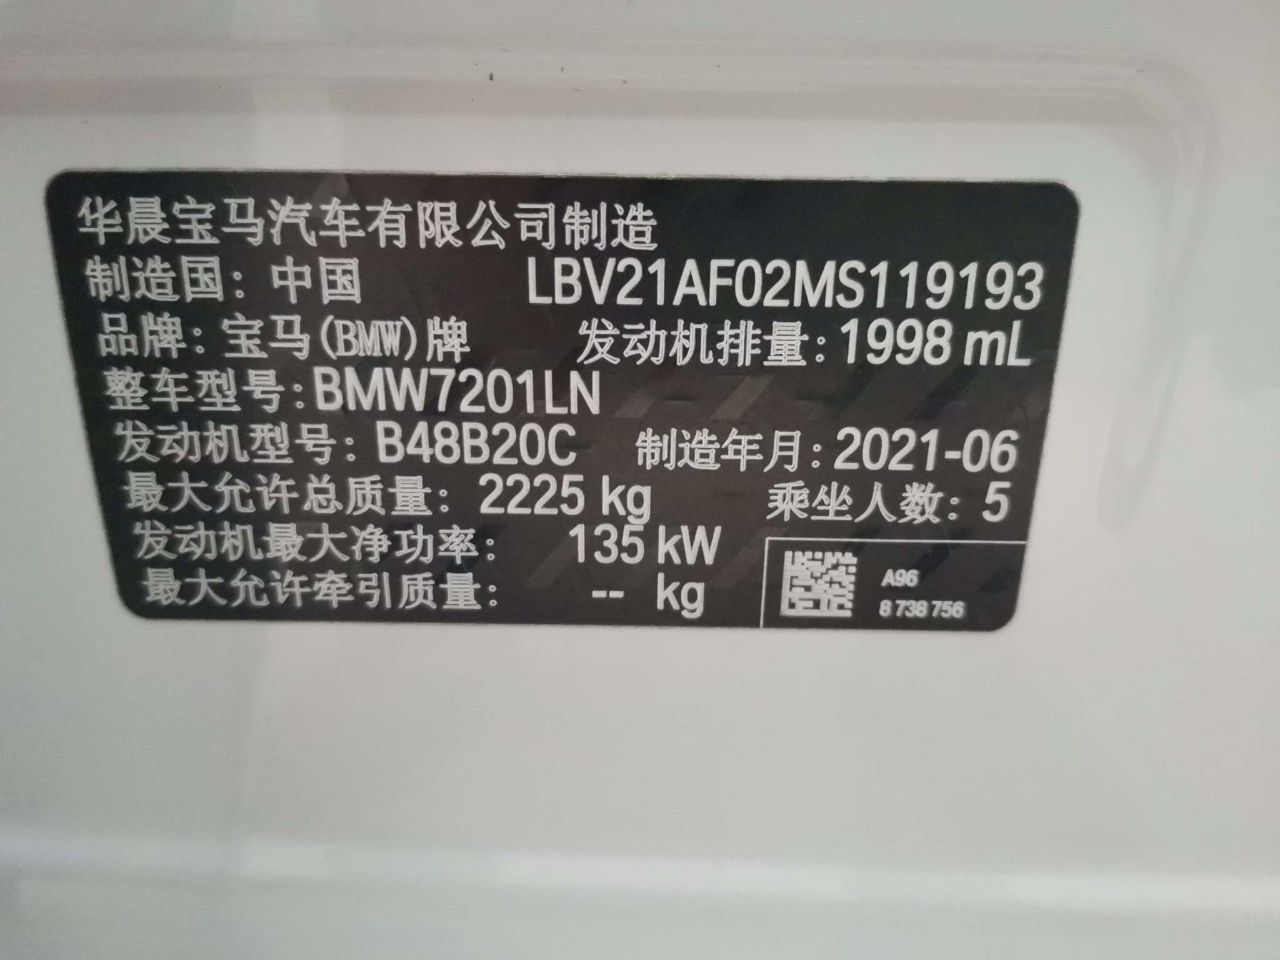 华晨宝马汽车有限公司制造
制造国：中国 LBV21AF02MS119193
品牌：宝马(BMW)牌 发动机排量：1998 mL
整车型号：BMW7201LN
发动机型号：B48B20C 制造年月：2021-06
最大允许总质量：2225 kg 乘坐人数：5
发动机最大净功率： 135 kW
最大允许牵引质量： -- kg
A96
8 738 756